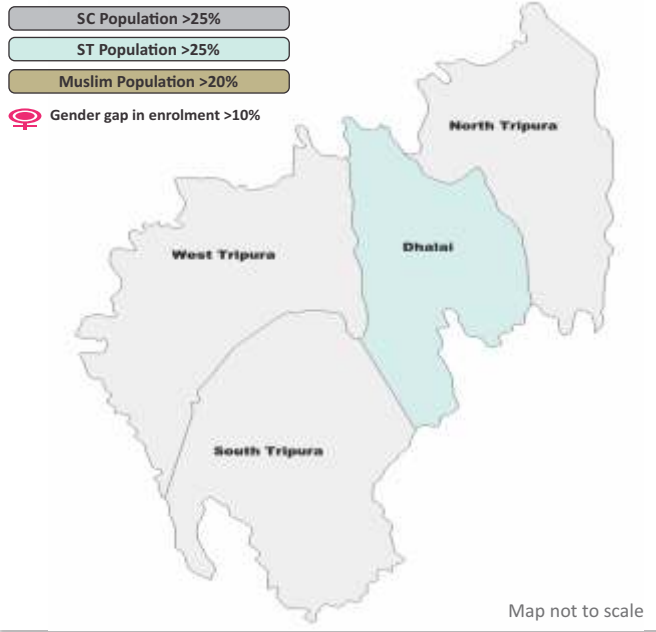 SC Population >25%
ST Population >25%
Muslim Population >20%
Gender gap in enrolment >10%
North Tripura
Dhalai
West Tripura
South Tripura
Map not to scale